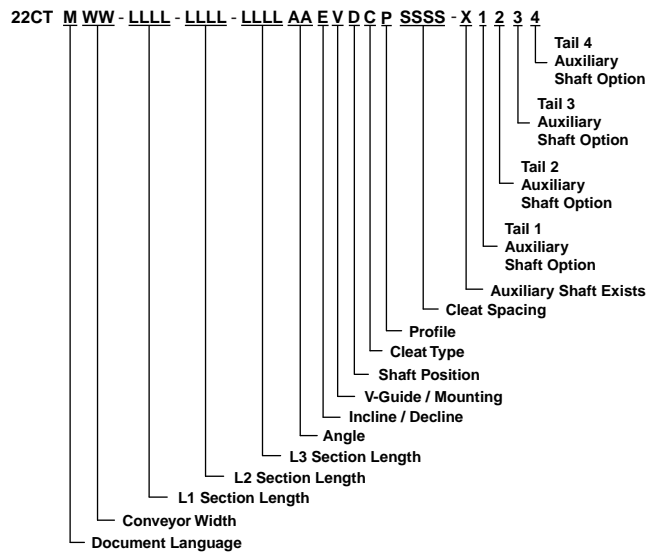 22CT M WW - LLLL - LLLL - LLLL AA E V D C P SSSS - X 1 2 3 4
Tail 4
Auxiliary
Shaft Option
Tail 3
Auxiliary
Shaft Option
Tail 2
Auxiliary
Shaft Option
Tail 1
Auxiliary
Shaft Option
Auxiliary Shaft Exists
Cleat Spacing
Profile
Cleat Type
Shaft Position
V-Guide / Mounting
Incline / Decline
Angle
L3 Section Length
L2 Section Length
L1 Section Length
Conveyor Width
Document Language